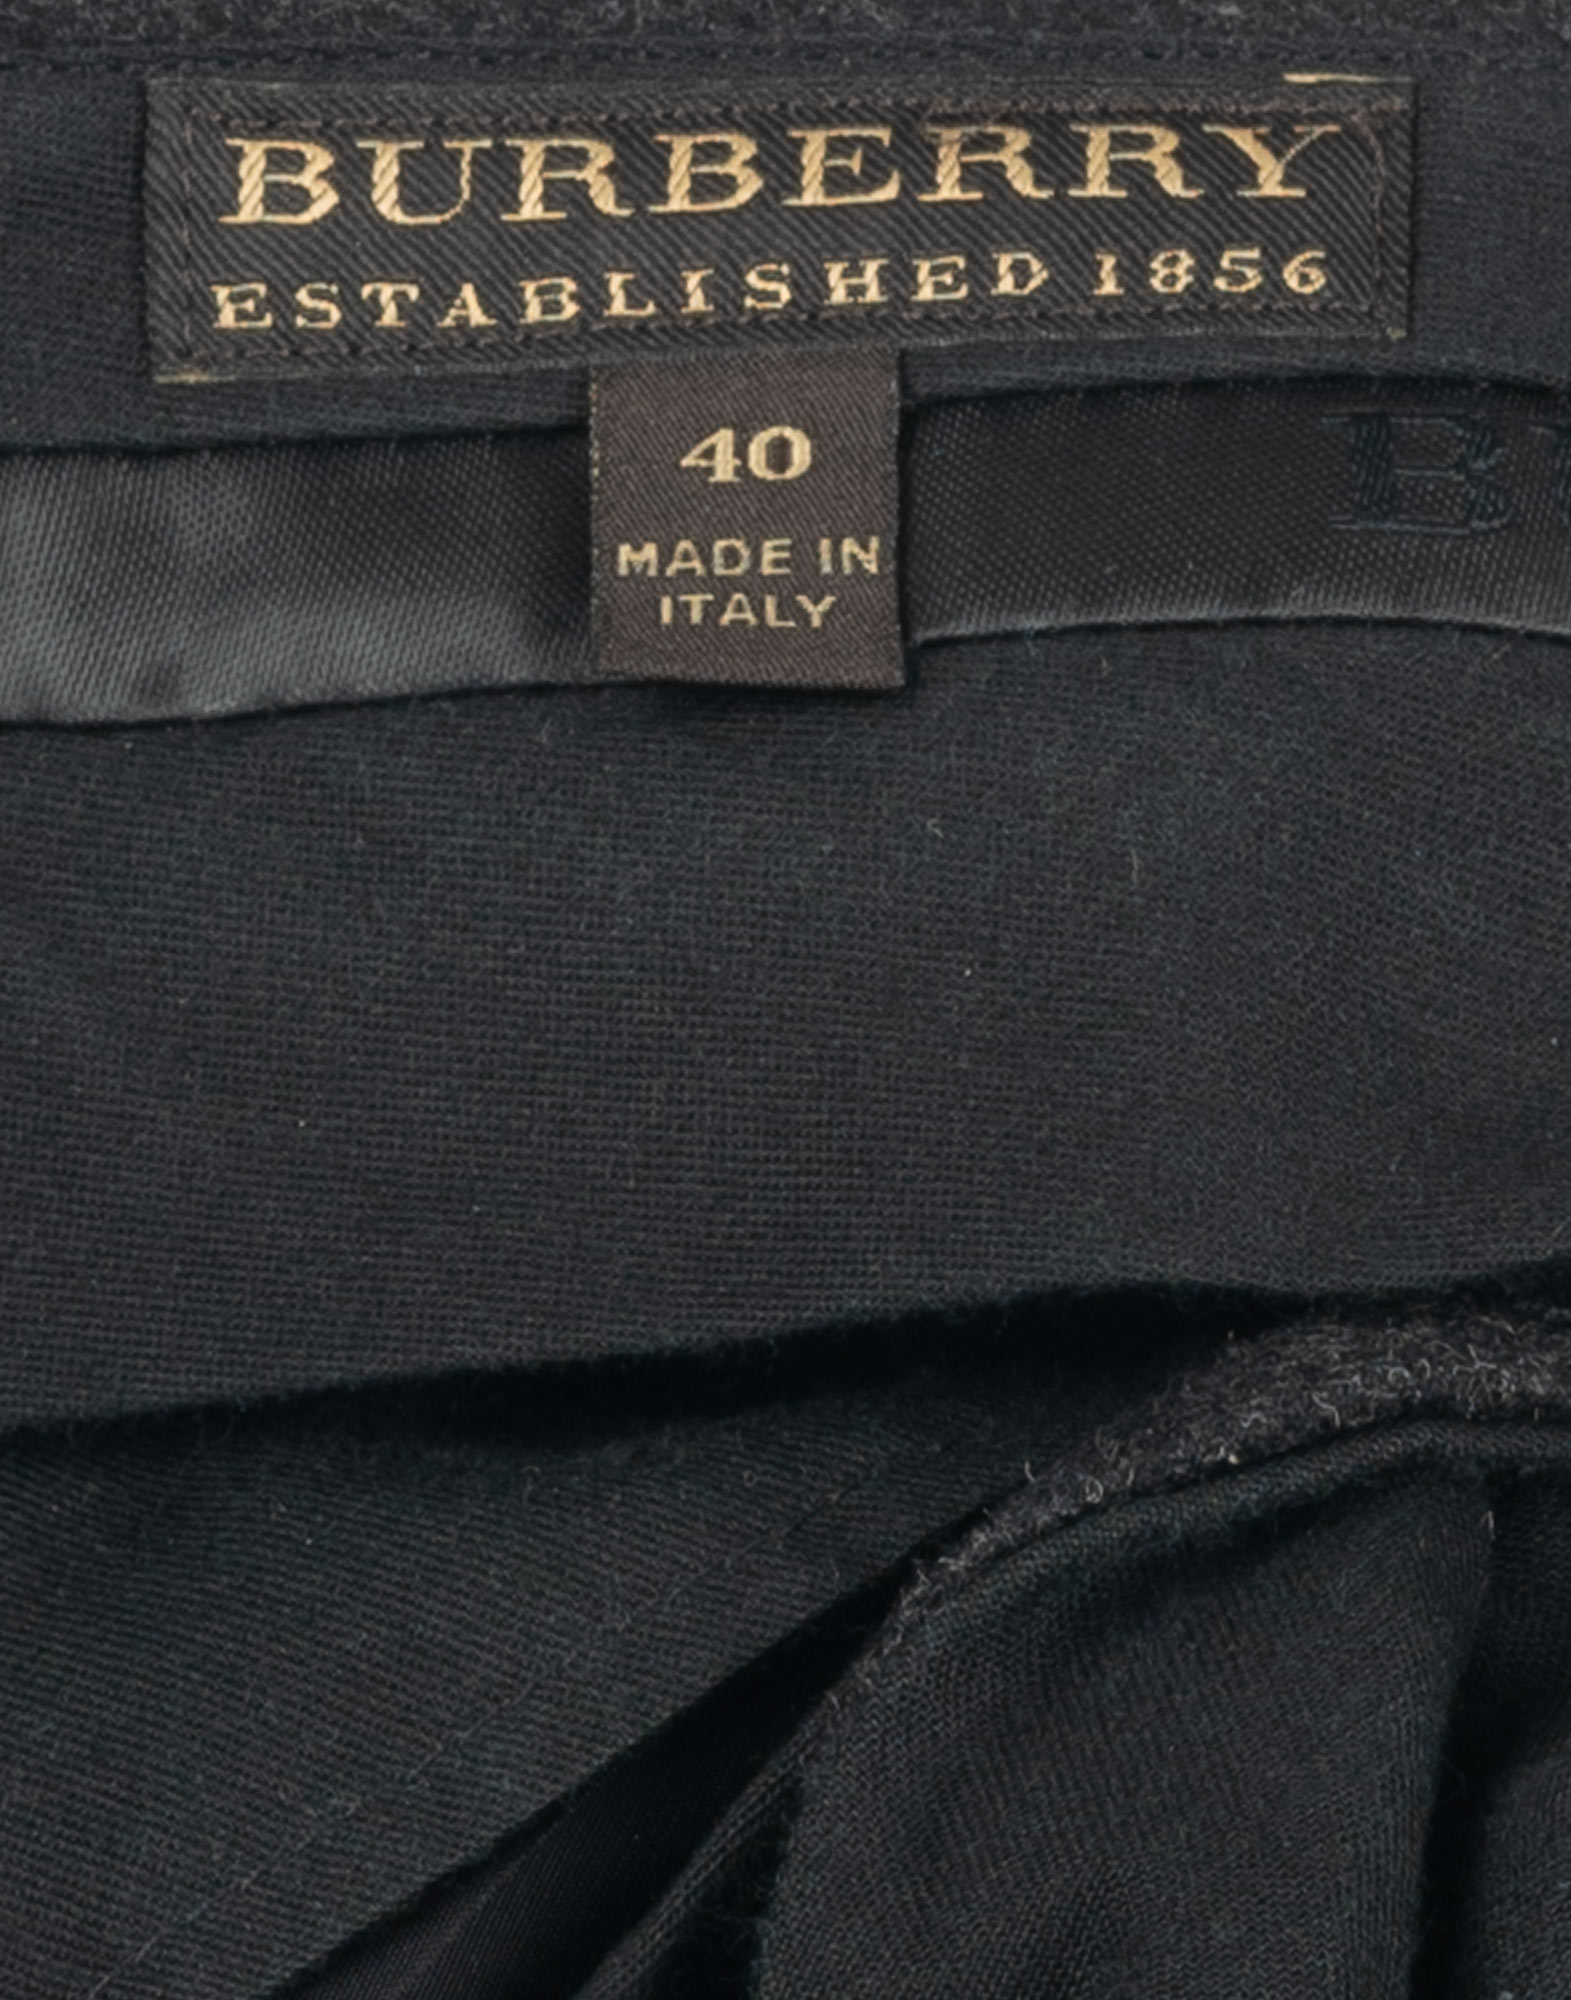 BURBERRY
ESTABLISHED 1856
40
MADE IN
ITALY